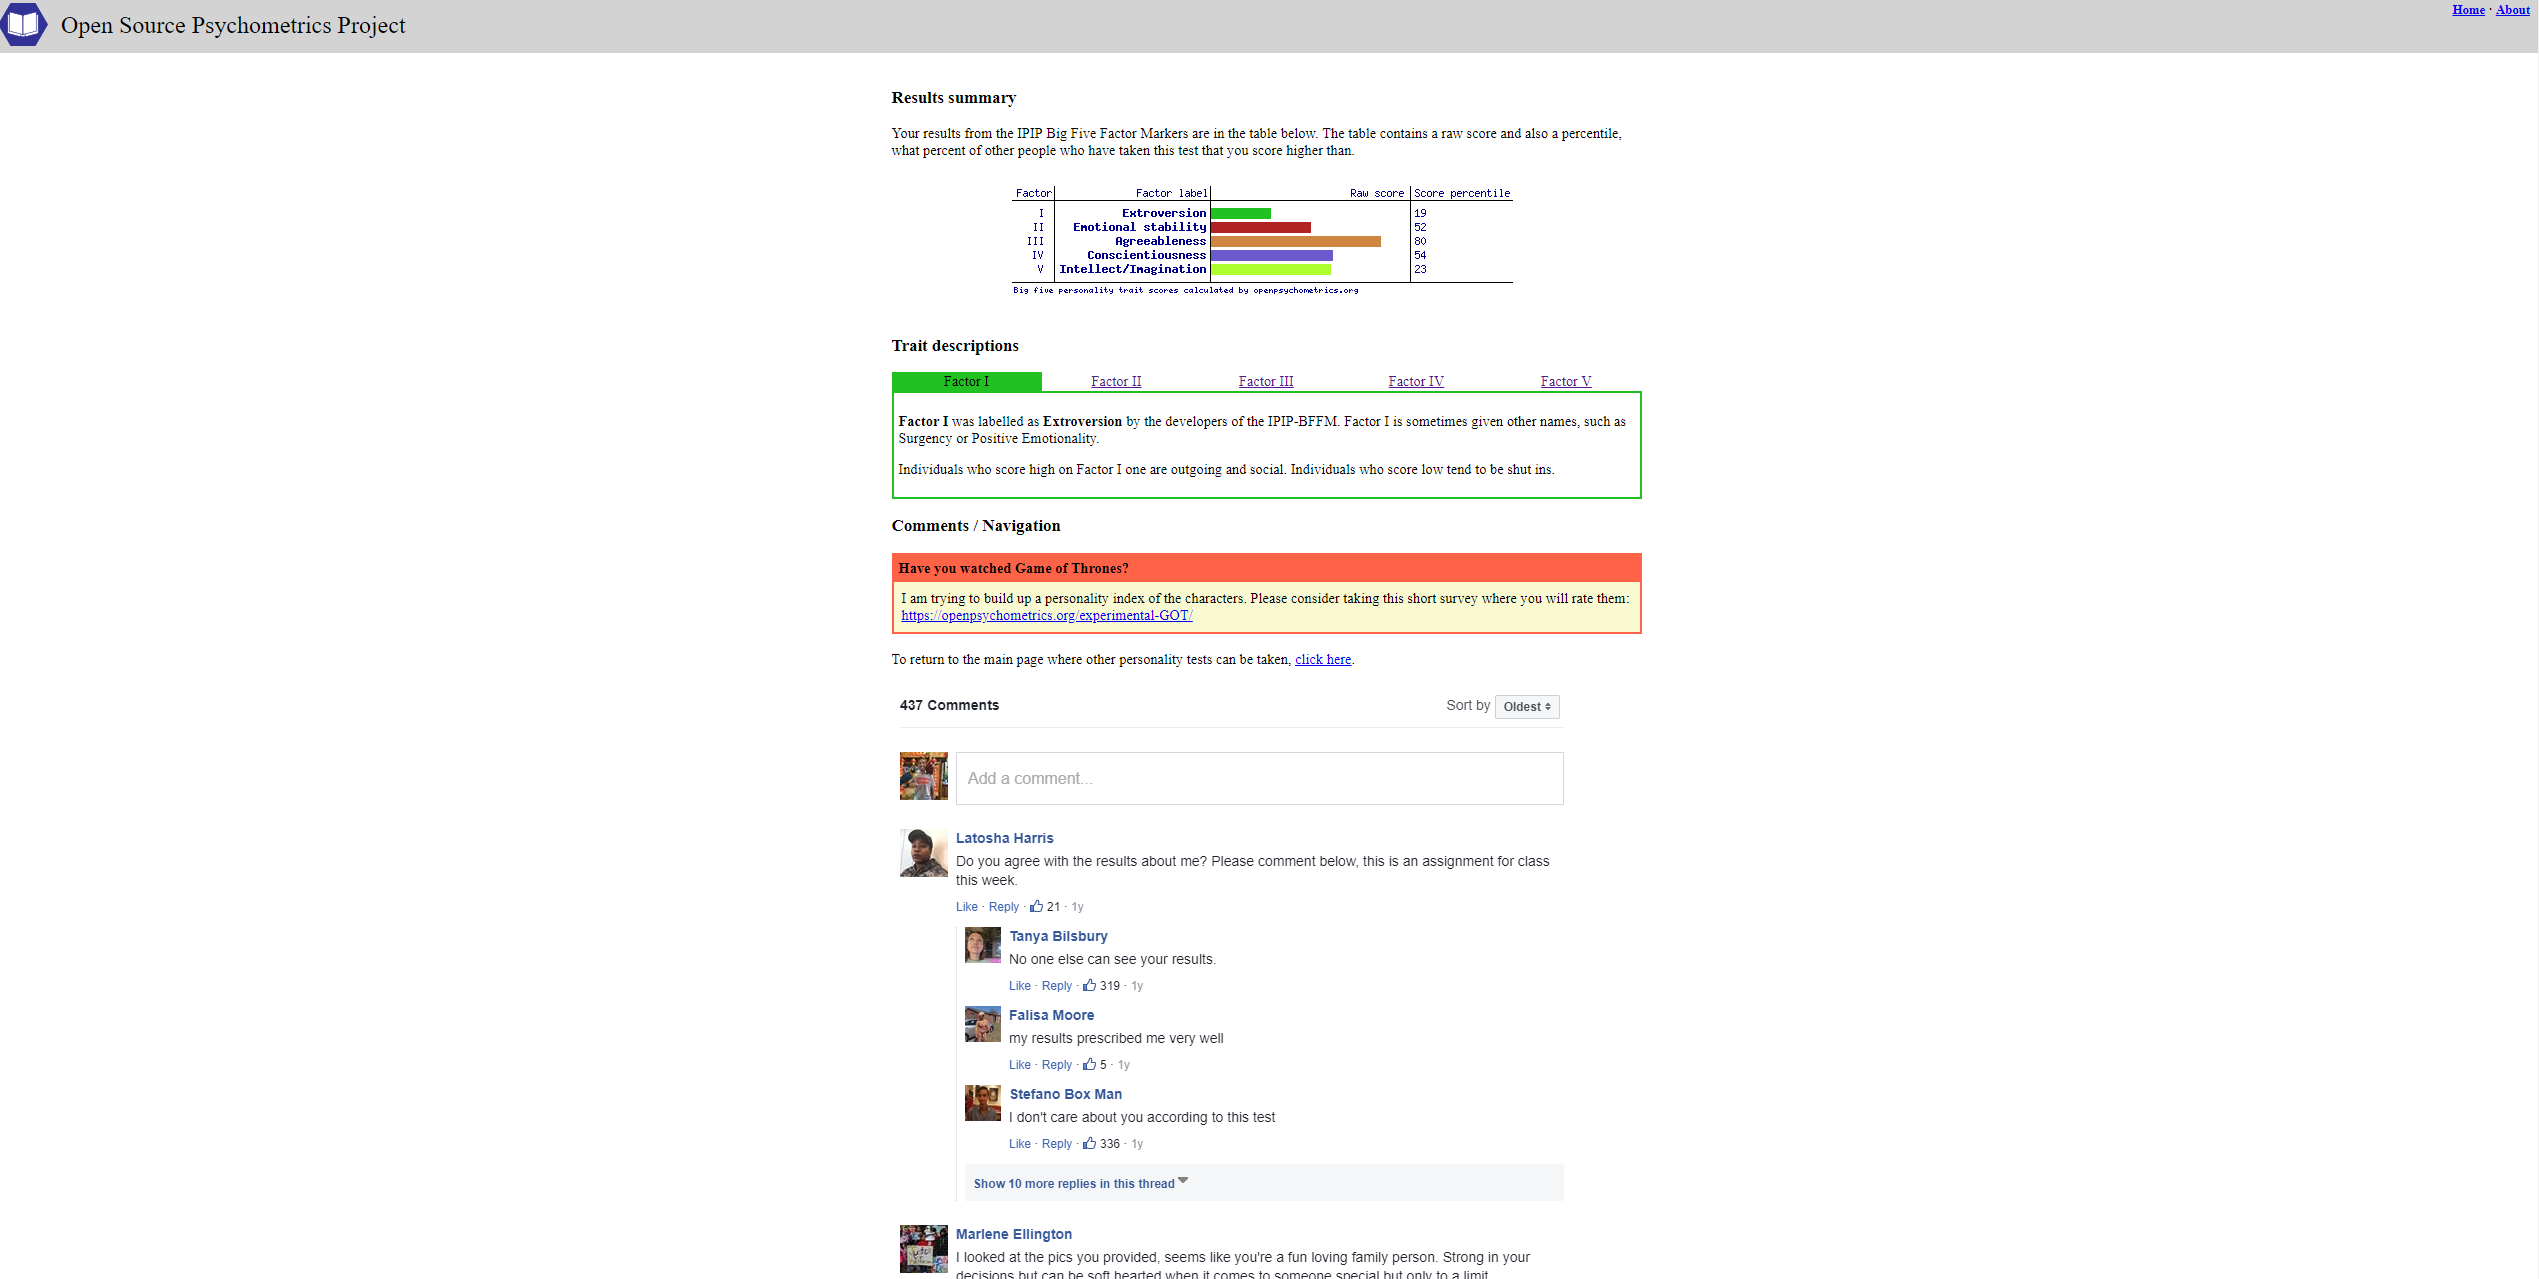 Open Source Psychometrics Project
Home · About
Results summary
Your results from the IPIP Big Five Factor Markers are in the table below. The table contains a raw score and also a percentile,
what percent of other people who have taken this test that you score higher than.
Factor Factor label Raw score Score percentile
I Extroversion 19
II Emotional stability 52
III Agreeableness 80
IV Conscientiousness 54
V Intellect/Imagination 23
Big five personality trait scores calculated by openpsychometrics.org
Trait descriptions
Factor I Factor II Factor III Factor IV Factor V
Factor I was labelled as Extroversion by the developers of the IPIP-BFFM. Factor I is sometimes given other names, such as
Surgency or Positive Emotionality.
Individuals who score high on Factor I one are outgoing and social. Individuals who score low tend to be shut ins.
Comments / Navigation
Have you watched Game of Thrones?
I am trying to build up a personality index of the characters. Please consider taking this short survey where you will rate them:
https://openpsychometrics.org/experimental-GOT/
To return to the main page where other personality tests can be taken, click here.
437 Comments
Sort by Oldest
Add a comment...
Latosha Harris
Do you agree with the results about me? Please comment below, this is an assignment for class
this week.
Like · Reply · 21 · 1y
Tanya Bilsbury
No one else can see your results.
Like · Reply · 319 · 1y
Falisa Moore
my results prescribed me very well
Like · Reply · 5 · 1y
Stefano Box Man
I don't care about you according to this test
Like · Reply · 336 · 1y
Show 10 more replies in this thread
Marlene Ellington
I looked at the pics you provided, seems like you're a fun loving family person. Strong in your
decisions but can be soft hearted when it comes to someone special but only to a limit